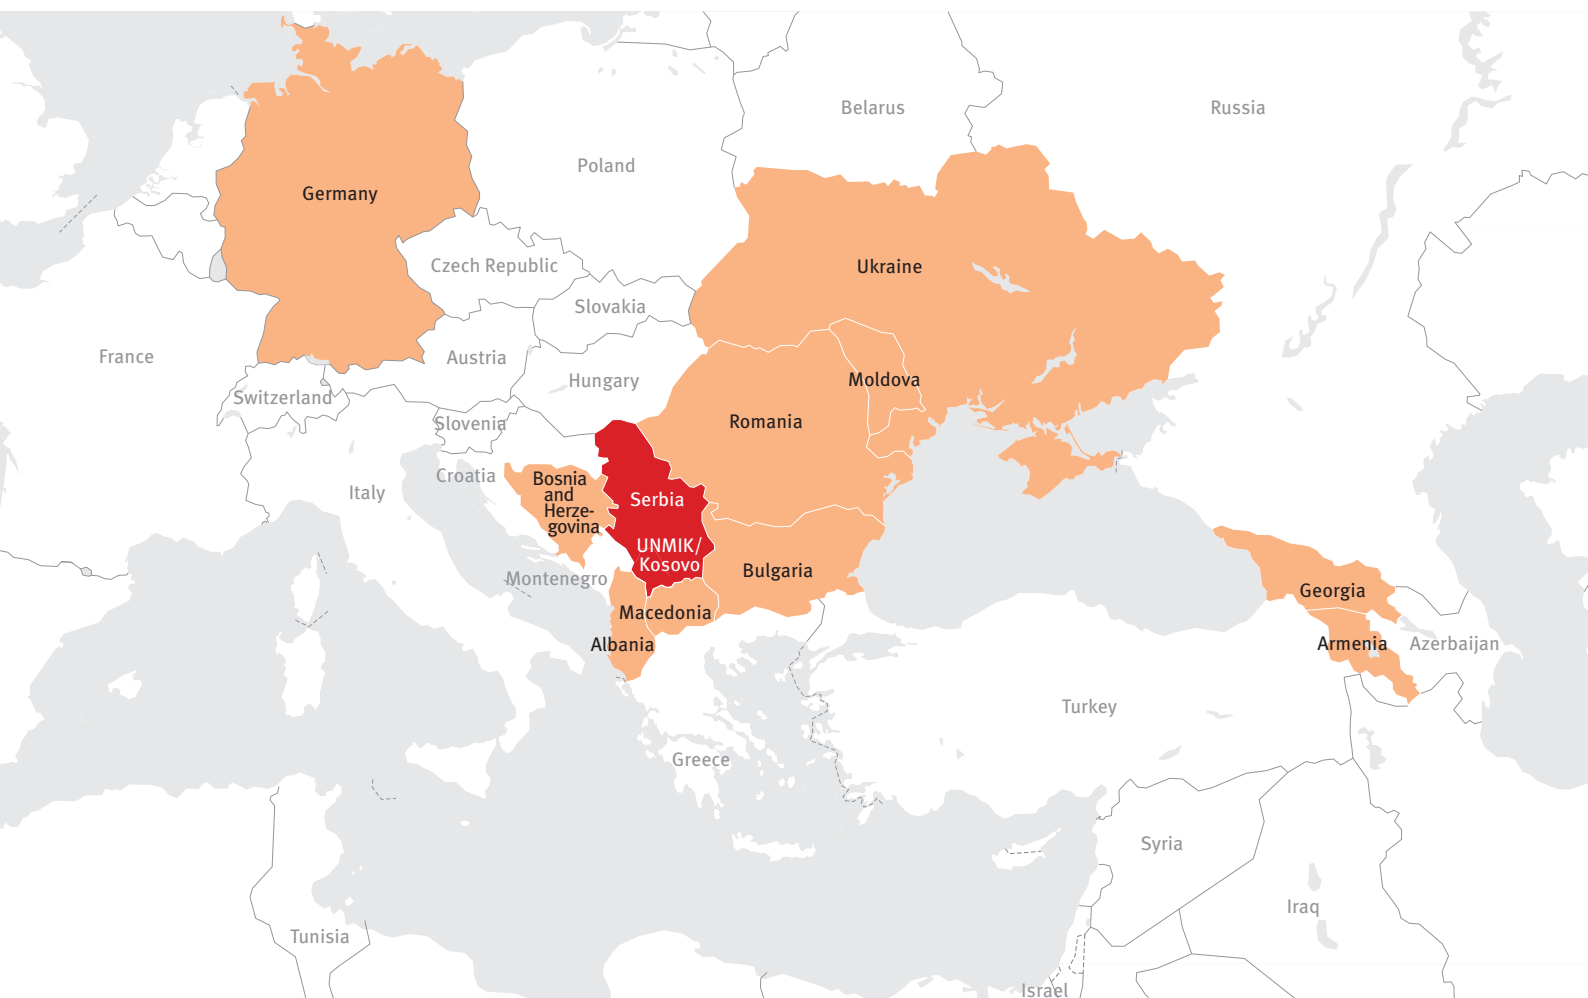 Belarus
Russia
Poland
Germany
Czech Republic
Ukraine
Slovakia
France
Austria
Hungary
Moldova
Switzerland
Slovenia
Romania
Croatia
Italy
Bosnia
and
Herze-
govina
Serbia
UNMIK/
Kosovo
Montenegro
Bulgaria
Macedonia
Albania
Georgia
Armenia
Azerbaijan
Turkey
Greece
Syria
Iraq
Tunisia
Israel